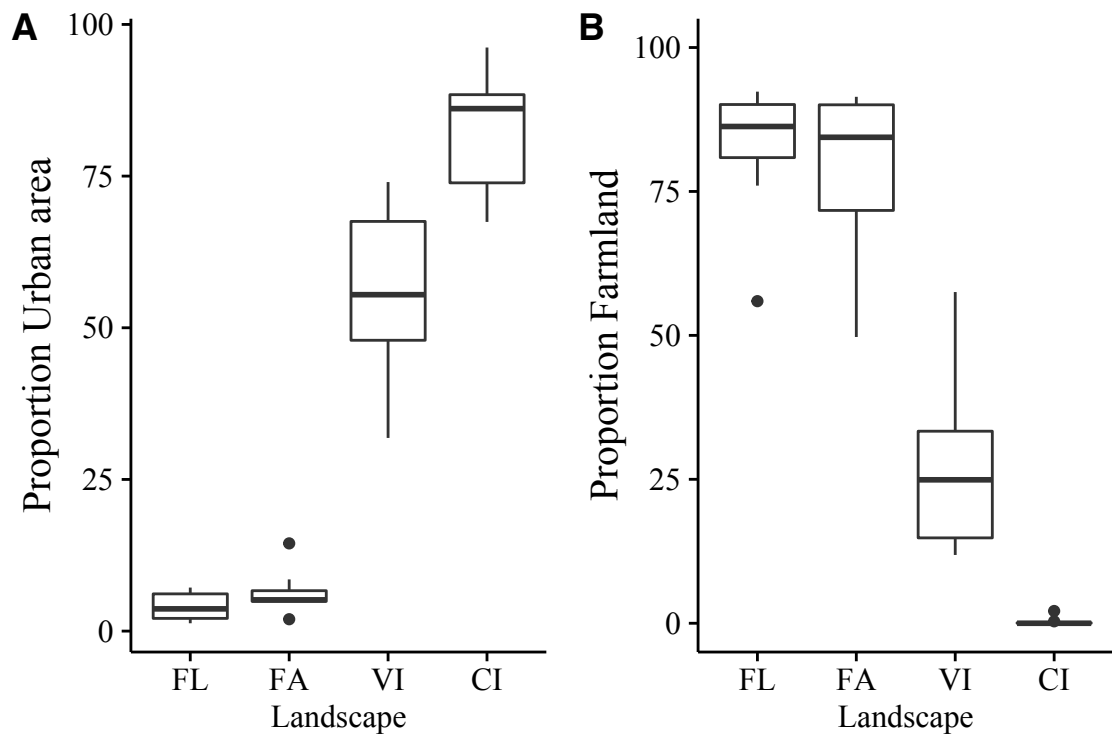 A
Proportion Urban area
100
75
50
25
0
FL FA VI CI
Landscape
B
Proportion Farmland
100
75
50
25
0
FL FA VI CI
Landscape